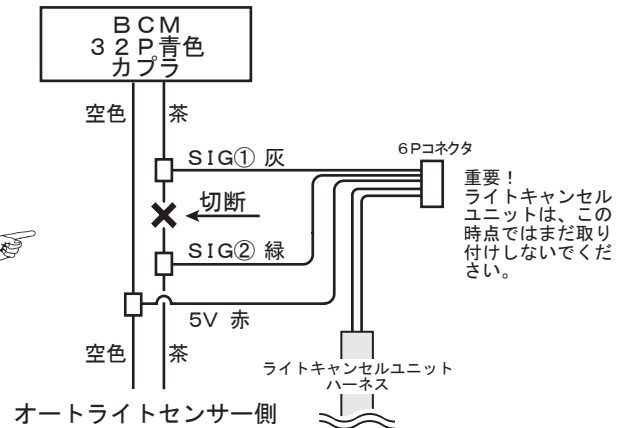 ＢＣＭ
３２Ｐ青色
カプラ
空色
茶
ＳＩＧ① 灰
６Ｐコネクタ
重要！
ライトキャンセル
ユニットは、この
時点ではまだ取り
付けしないでくだ
さい。
切断
ＳＩＧ② 緑
５Ｖ 赤
空色
茶
ライトキャンセルユニット
ハーネス
オートライトセンサー側